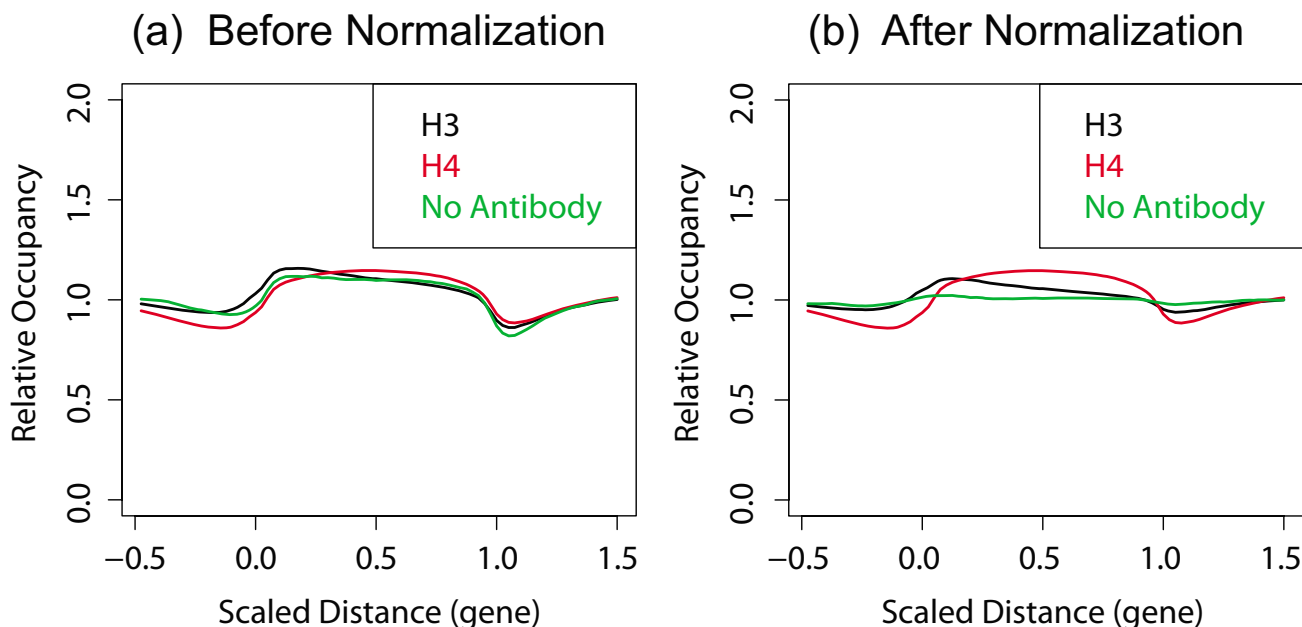 (a) Before Normalization
Relative Occupancy
2.0
1.5
1.0
0.5
0.0
H3
H4
No Antibody
−0.5 0.0 0.5 1.0 1.5
Scaled Distance (gene)
(b) After Normalization
Relative Occupancy
2.0
1.5
1.0
0.5
0.0
H3
H4
No Antibody
−0.5 0.0 0.5 1.0 1.5
Scaled Distance (gene)